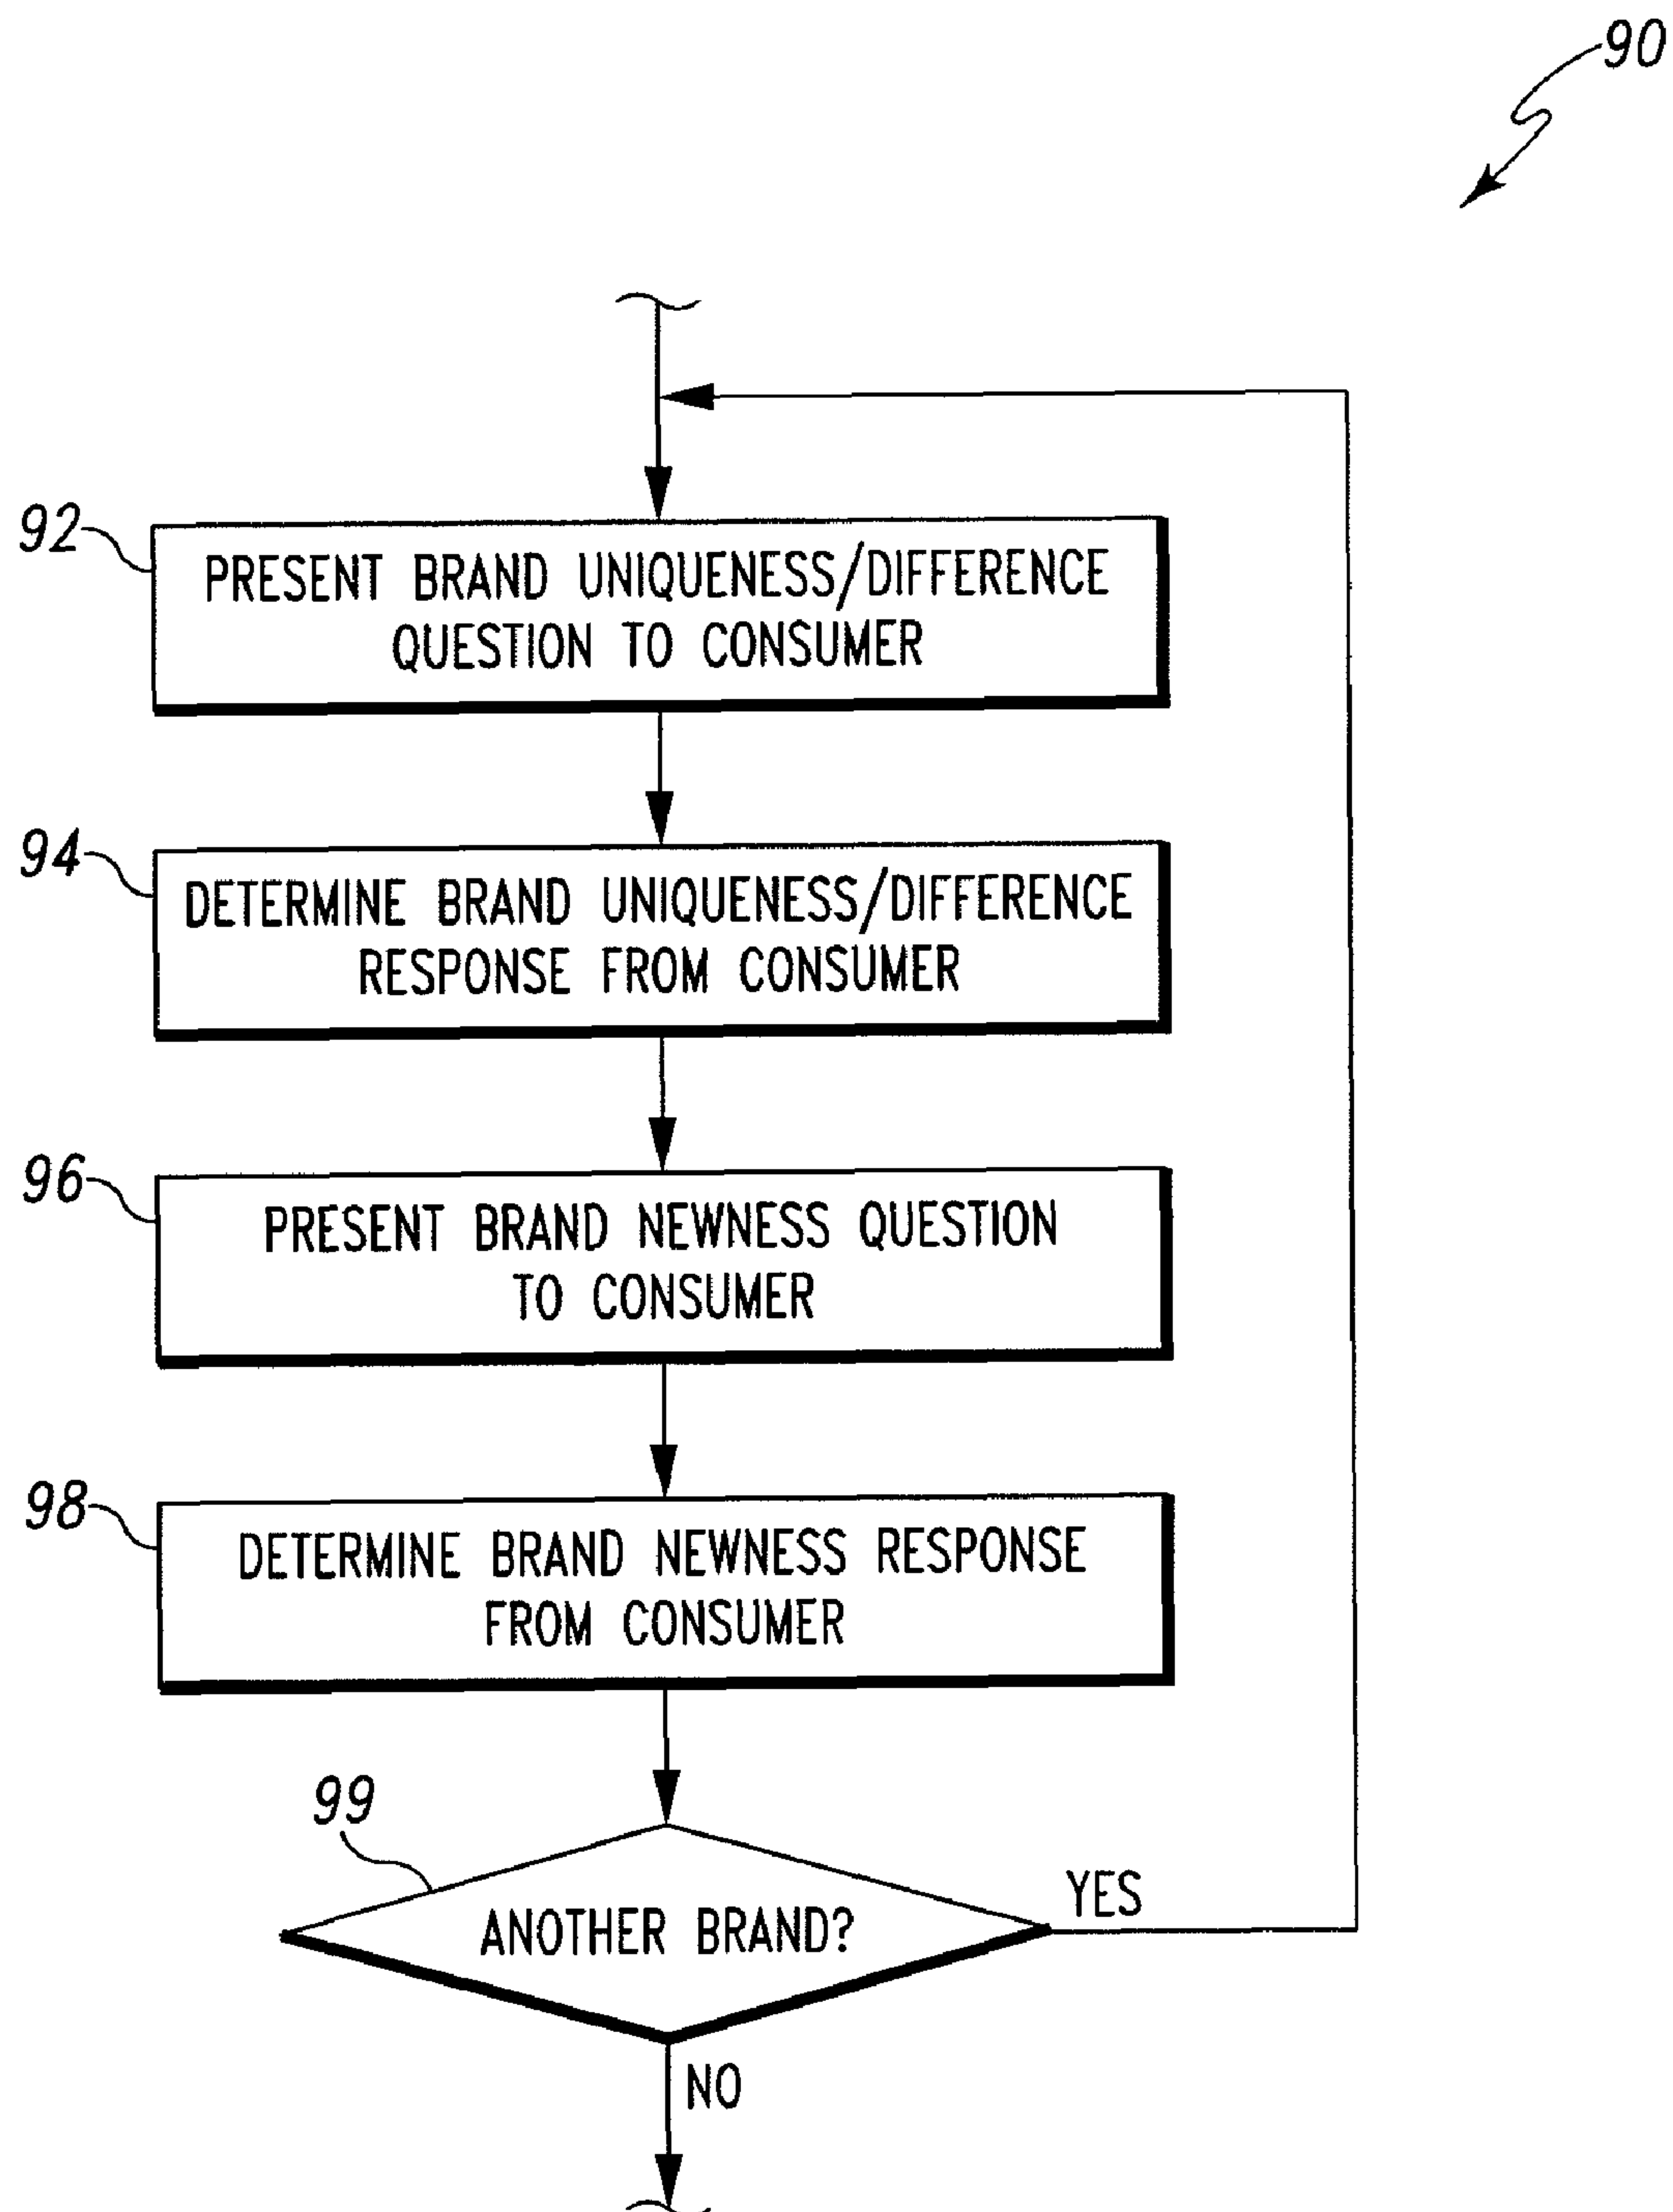 90
92
PRESENT BRAND UNIQUENESS/DIFFERENCE
QUESTION TO CONSUMER
94
DETERMINE BRAND UNIQUENESS/DIFFERENCE
RESPONSE FROM CONSUMER
96
PRESENT BRAND NEWNESS QUESTION
TO CONSUMER
98
DETERMINE BRAND NEWNESS RESPONSE
FROM CONSUMER
99
ANOTHER BRAND?
YES
NO